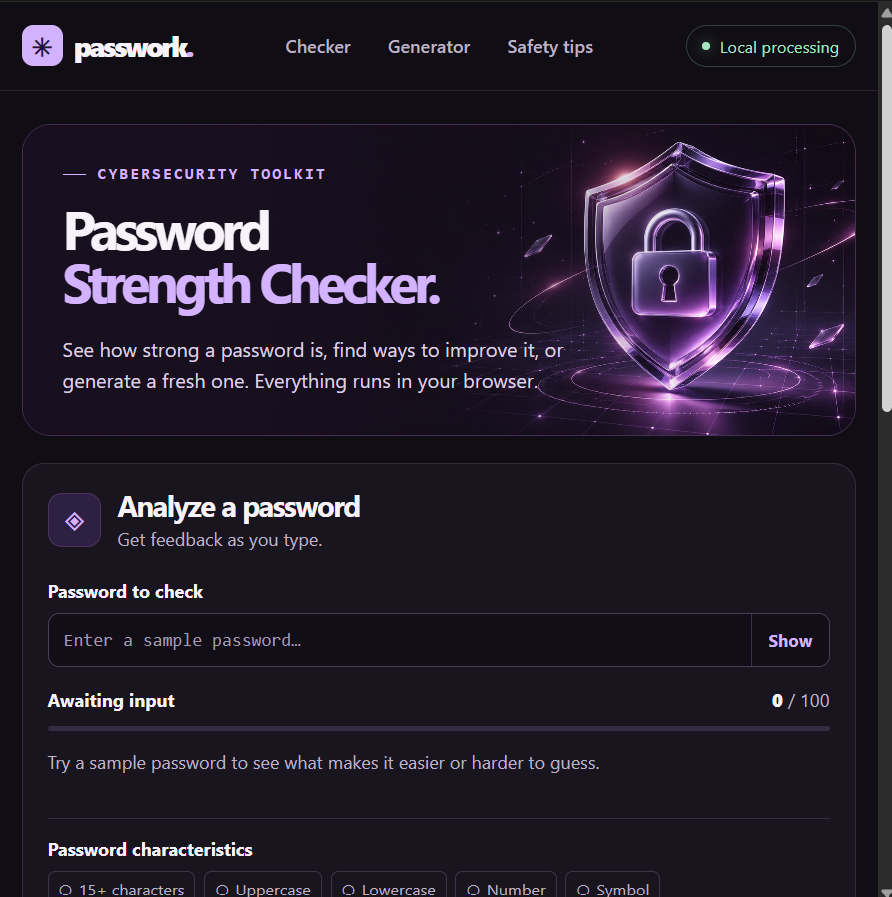 passwork.
Checker
Generator
Safety tips
Local processing
CYBERSECURITY TOOLKIT
Password
Strength Checker.
See how strong a password is, find ways to improve it, or
generate a fresh one. Everything runs in your browser.
Analyze a password
Get feedback as you type.
Password to check
Enter a sample password…
Show
Awaiting input
0 / 100
Try a sample password to see what makes it easier or harder to guess.
Password characteristics
15+ characters
Uppercase
Lowercase
Number
Symbol